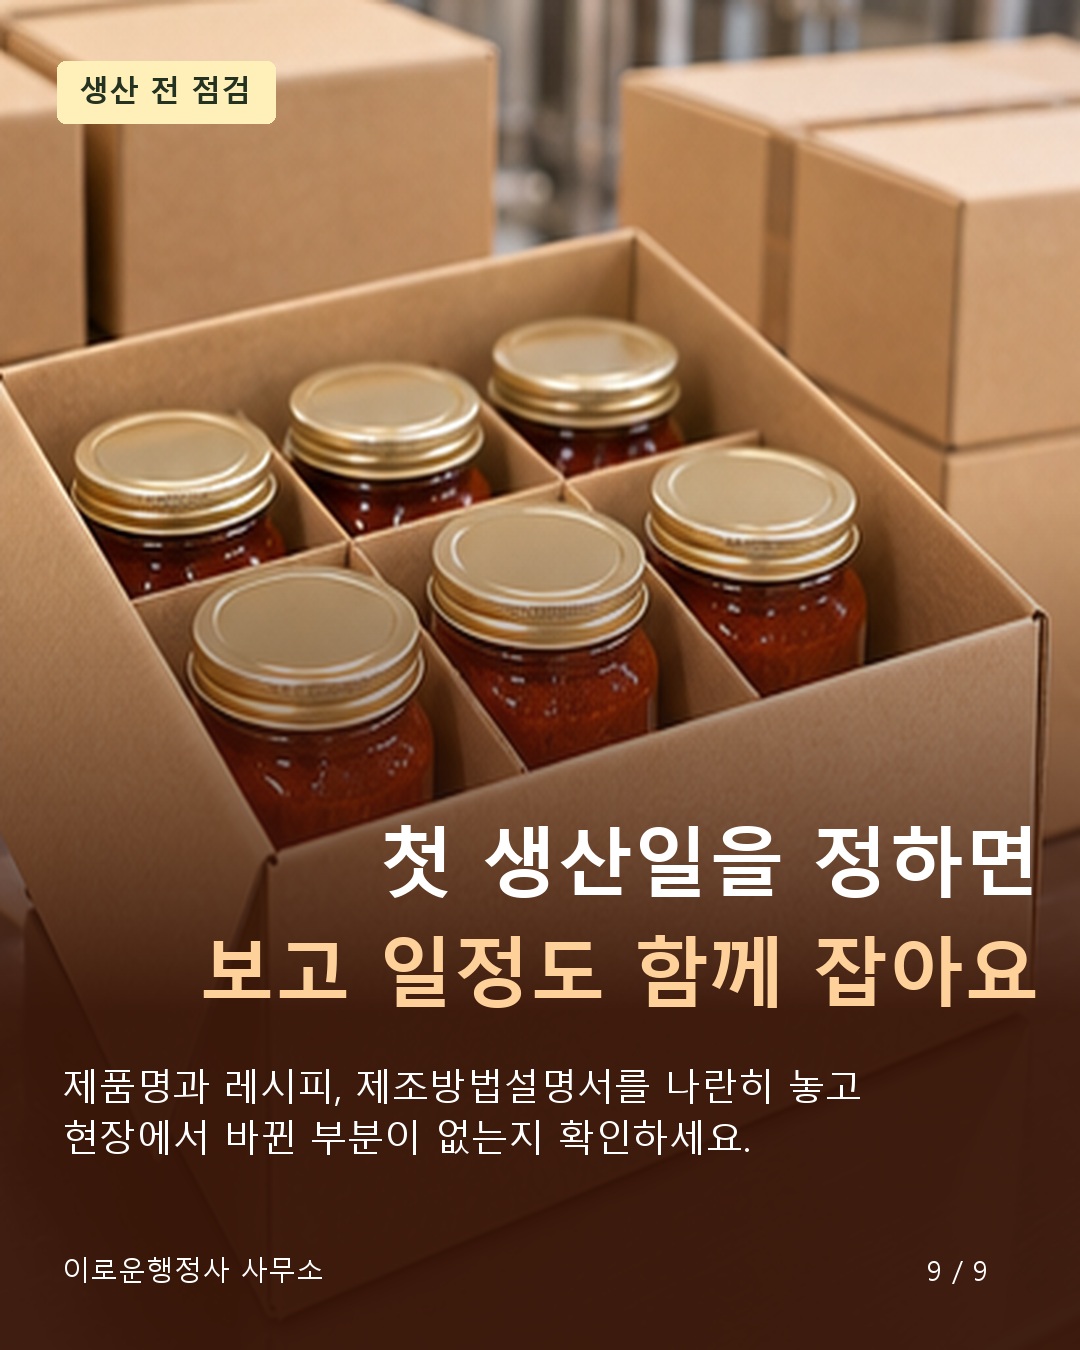 생산 전 점검
첫 생산일을 정하면
보고 일정도 함께 잡아요
제품명과 레시피, 제조방법설명서를 나란히 놓고
현장에서 바뀐 부분이 없는지 확인하세요.
이로운행정사 사무소
9 / 9